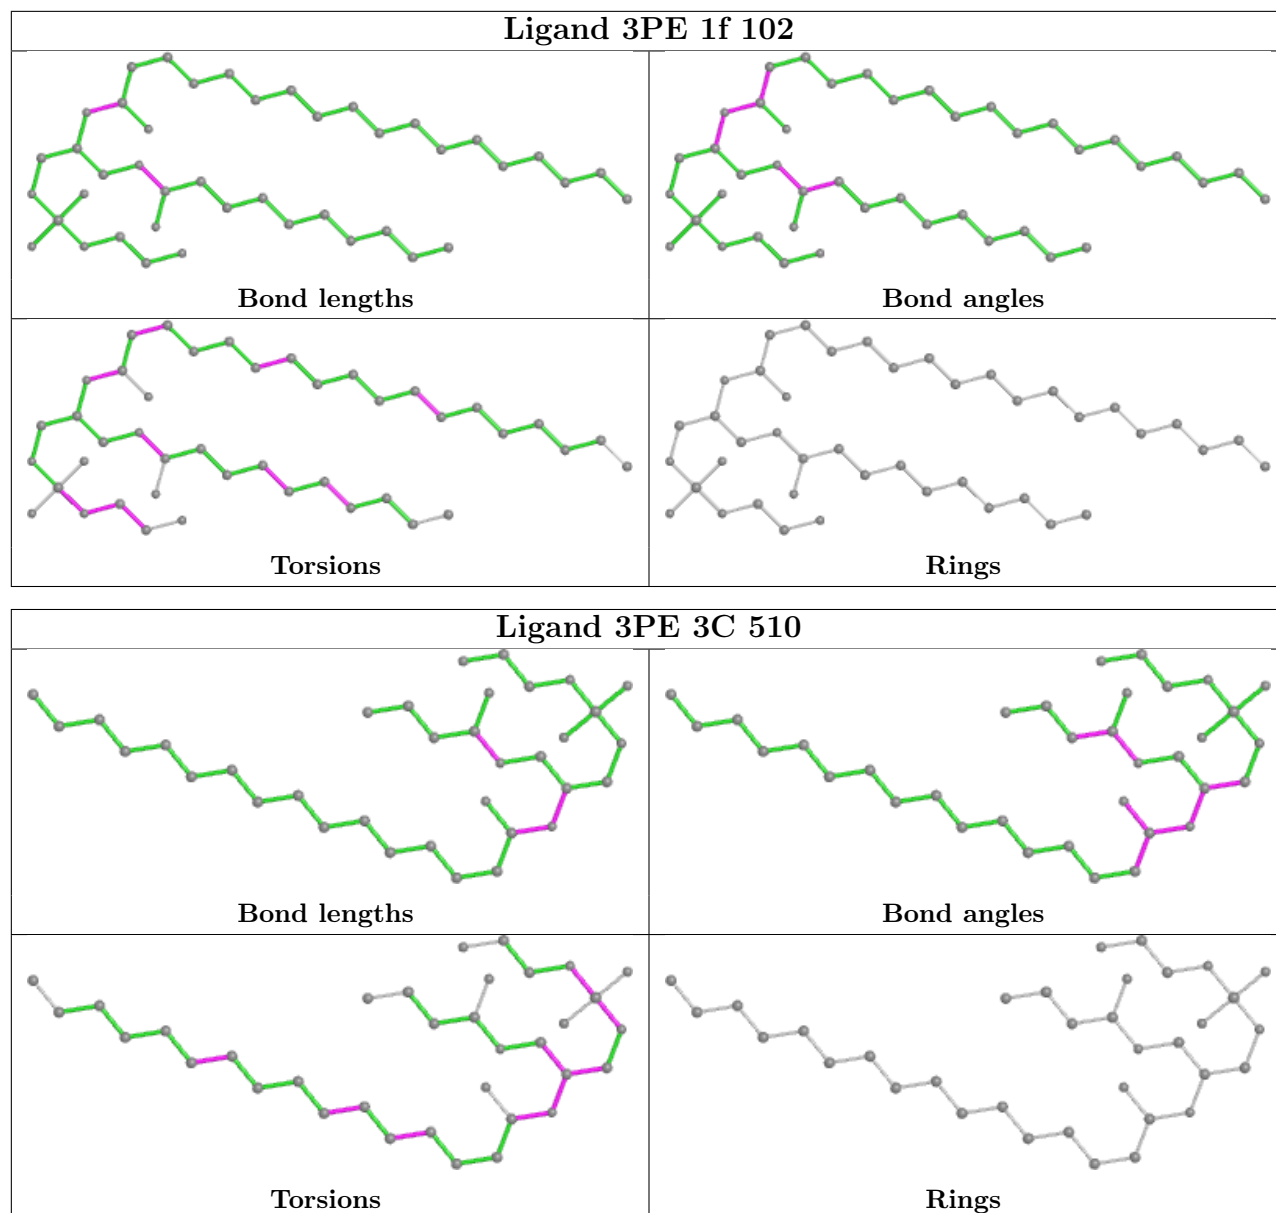 Ligand 3PE 1f 102
Bond lengths
Bond angles
Torsions
Rings
Ligand 3PE 3C 510
Bond lengths
Bond angles
Torsions
Rings